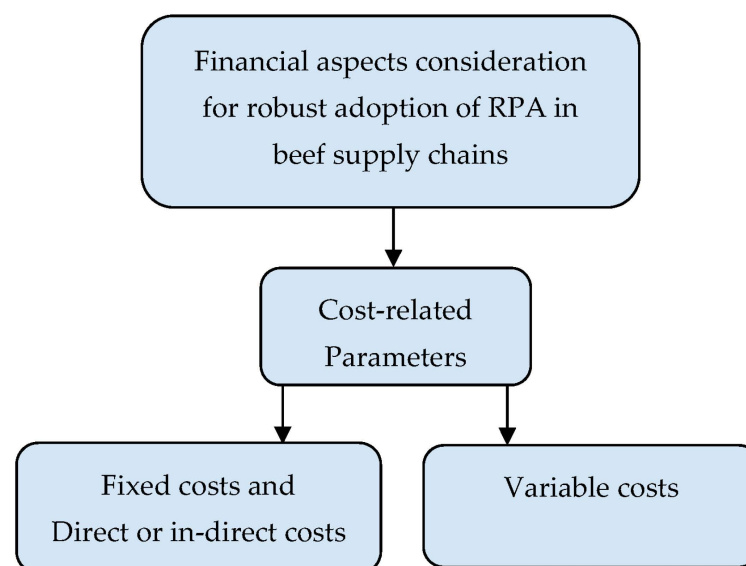 Financial aspects consideration
for robust adoption of RPA in
beef supply chains
Cost-related
Parameters
Fixed costs and
Direct or in-direct costs
Variable costs